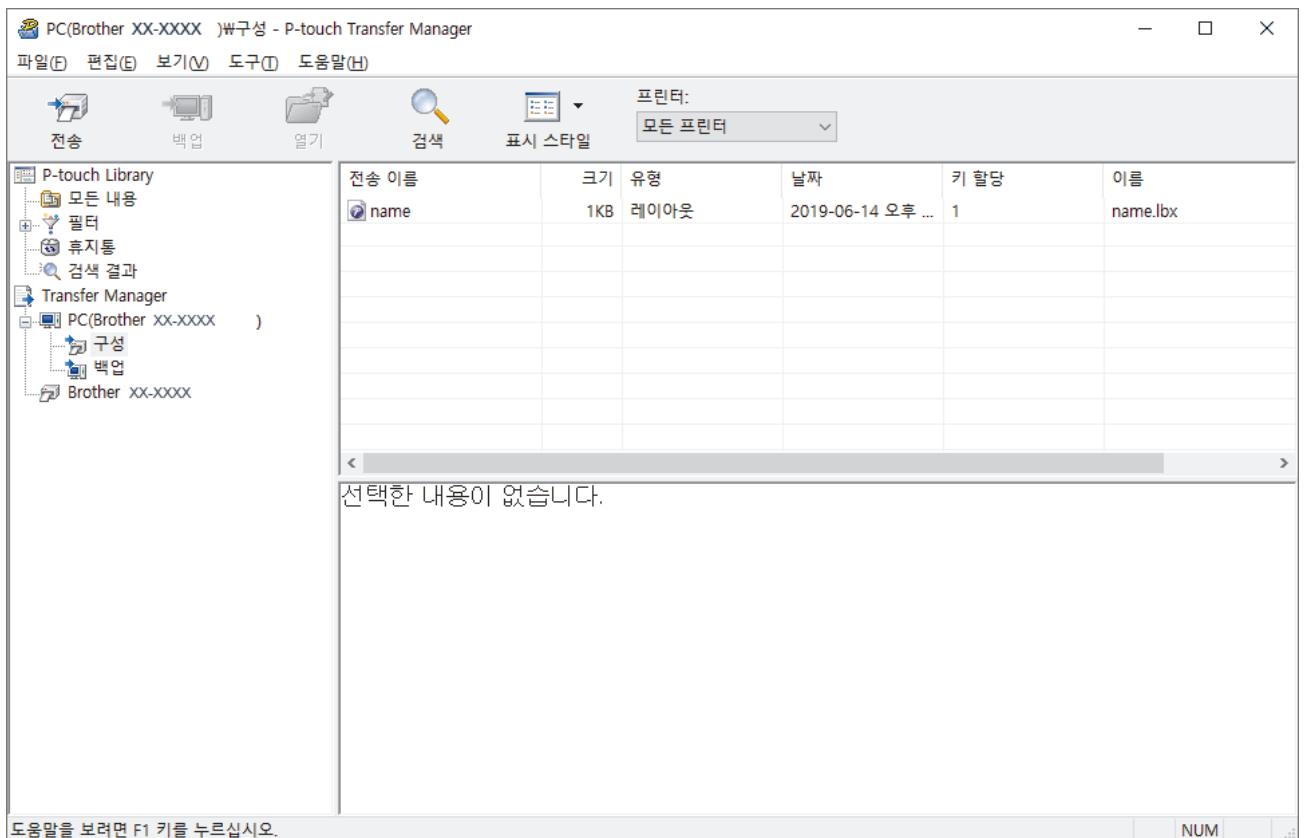 PC(Brother XX-XXXX )₩구성 - P-touch Transfer Manager
파일(F) 편집(E) 보기(V) 도구(T) 도움말(H)
전송 백업 열기 검색 표시 스타일
프린터:
모든 프린터
P-touch Library
모든 내용
필터
휴지통
검색 결과
Transfer Manager
PC(Brother XX-XXXX )
구성
백업
Brother XX-XXXX
전송 이름 크기 유형 날짜 키 할당 이름
name 1KB 레이아웃 2019-06-14 오후 ... 1 name.lbx
선택한 내용이 없습니다.
도움말을 보려면 F1 키를 누르십시오. NUM